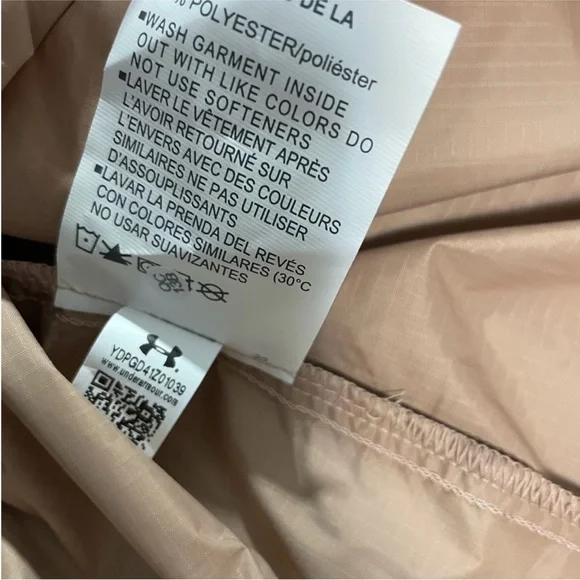 DE LA
% POLYESTER/poliéster
▪WASH GARMENT INSIDE
OUT WITH LIKE COLORS DO
NOT USE SOFTENERS
▪LAVER LE VÊTEMENT APRÈS
L'AVOIR RETOURNÉ SUR
L'ENVERS AVEC DES COULEURS
SIMILAIRES NE PAS UTILISER
D'ASSOUPLISSANTS
▪LAVAR LA PRENDA DEL REVÉS
CON COLORES SIMILARES (30°C
NO USAR SUAVIZANTES
YDPGD41Z01039
www.underarmour.com